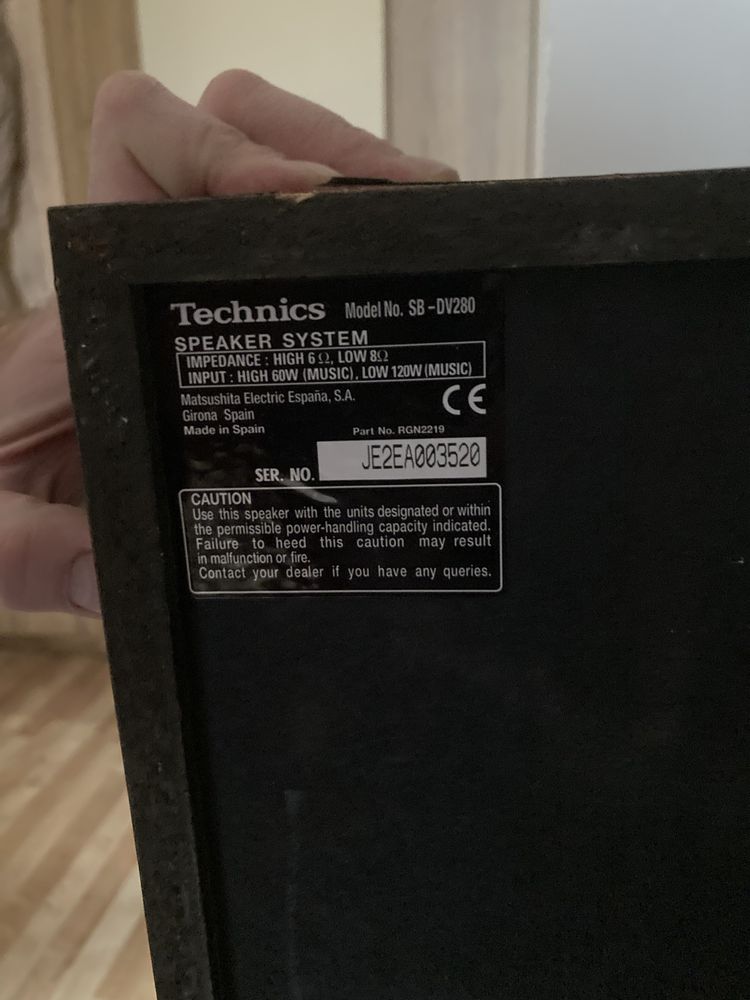 Technics Model No. SB-DV280
SPEAKER SYSTEM
IMPEDANCE : HIGH 6Ω, LOW 8Ω
INPUT : HIGH 60W (MUSIC), LOW 120W (MUSIC)
Matsushita Electric España, S.A.
Girona Spain
Made in Spain
CE
Part No. RGN2219
SER. NO. JE2EA003520
CAUTION
Use this speaker with the units designated or within
the permissible power-handling capacity indicated.
Failure to heed this caution may result
in malfunction or fire.
Contact your dealer if you have any queries.